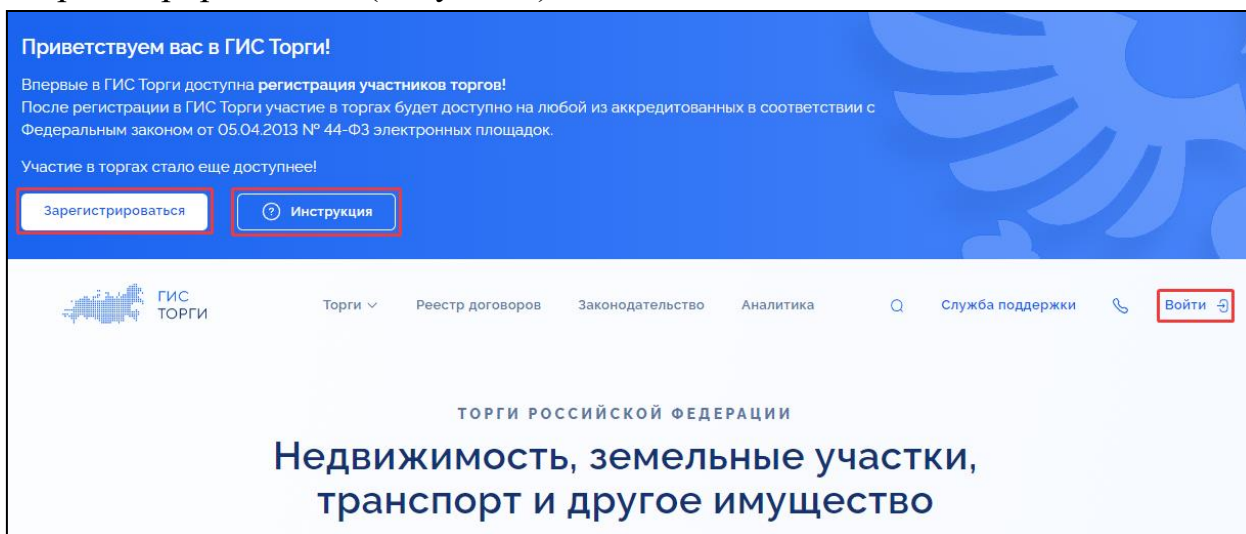 Приветствуем вас в ГИС Торги!
Впервые в ГИС Торги доступна регистрация участников торгов!
После регистрации в ГИС Торги участие в торгах будет доступно на любой из аккредитованных в соответствии с
Федеральным законом от 05.04.2013 № 44-ФЗ электронных площадок.
Участие в торгах стало еще доступнее!
Зарегистрироваться
Инструкция
ГИС
ТОРГИ
Торги
Реестр договоров
Законодательство
Аналитика
Служба поддержки
Войти
ТОРГИ РОССИЙСКОЙ ФЕДЕРАЦИИ
Недвижимость, земельные участки,
транспорт и другое имущество